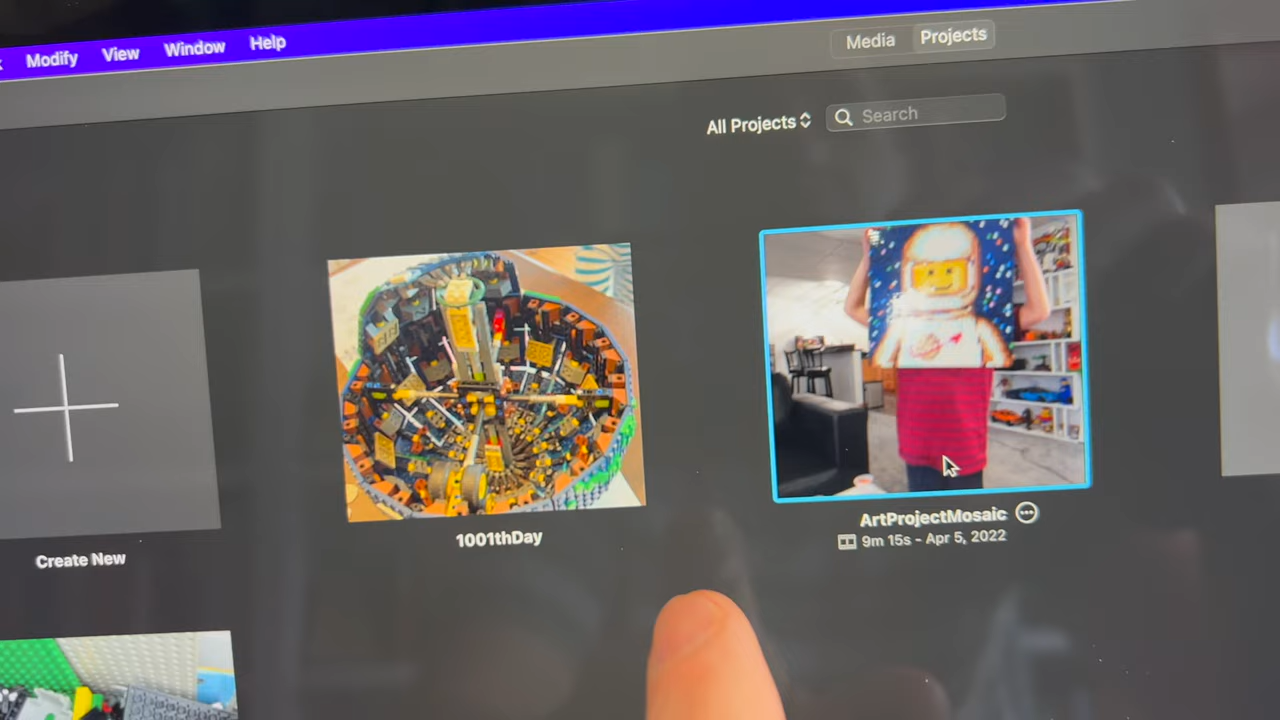 Modify View Window Help
Media Projects
All Projects Search
Create New
1001thDay
ArtProjectMosaic
9m 15s - Apr 5, 2022